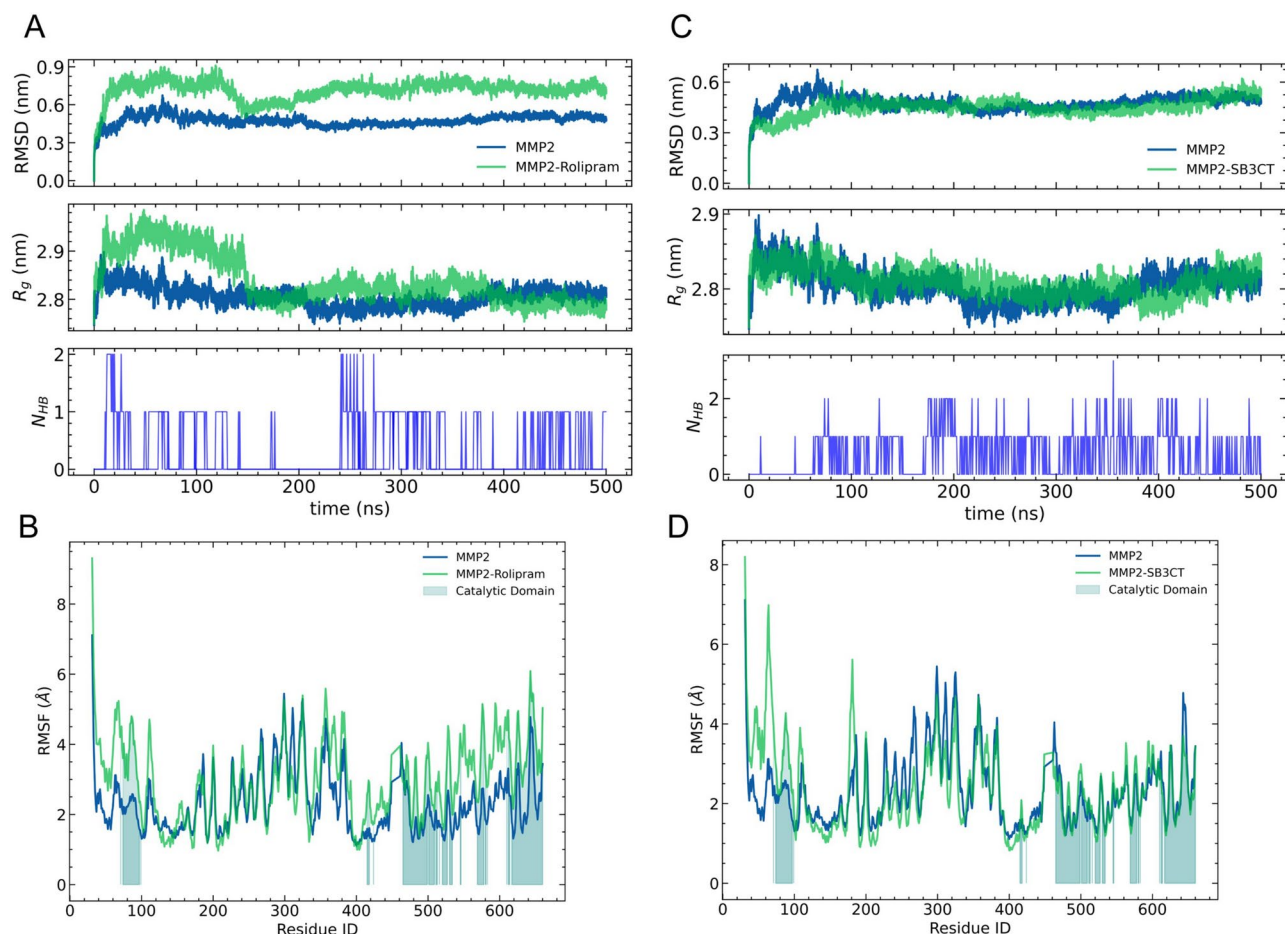 A
RMSD (nm)
0.9
0.6
0.3
0.0
MMP2
MMP2-Rolipram
Rg (nm)
2.9
2.8
NHB
2
1
0
0 100 200 300 400 500
time (ns)
C
RMSD (nm)
0.6
0.3
0.0
MMP2
MMP2-SB3CT
Rg (nm)
2.9
2.8
NHB
2
0
0 100 200 300 400 500
time (ns)
B
RMSF (Å)
8
6
4
2
0
MMP2
MMP2-Rolipram
Catalytic Domain
0 100 200 300 400 500 600
Residue ID
D
RMSF (Å)
8
6
4
2
0
MMP2
MMP2-SB3CT
Catalytic Domain
0 100 200 300 400 500 600
Residue ID